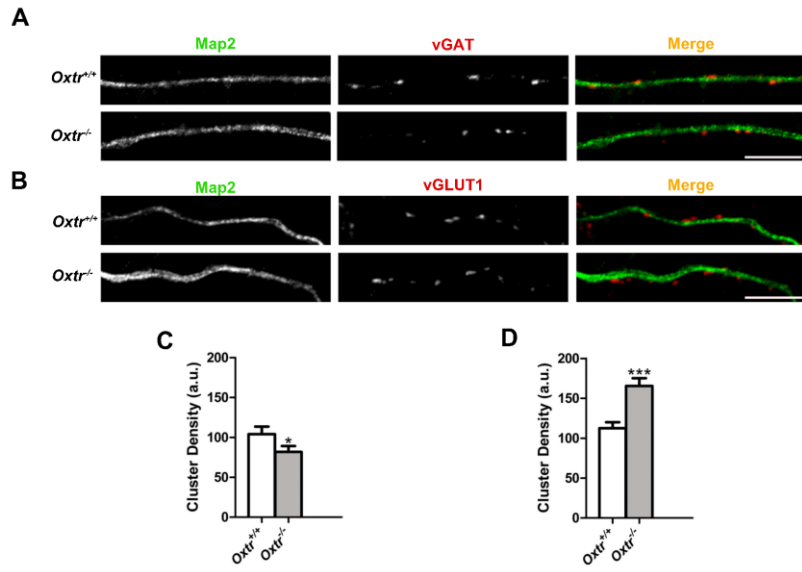 A
Map2 vGAT Merge
Oxtr+/+
Oxtr-/-
B
Map2 vGLUT1 Merge
Oxtr+/+
Oxtr-/-
C
Cluster Density (a.u.)
200
150
100
50
0
*
Oxtr+/+ Oxtr-/-
D
Cluster Density (a.u.)
200
150
100
50
0
***
Oxtr+/+ Oxtr-/-